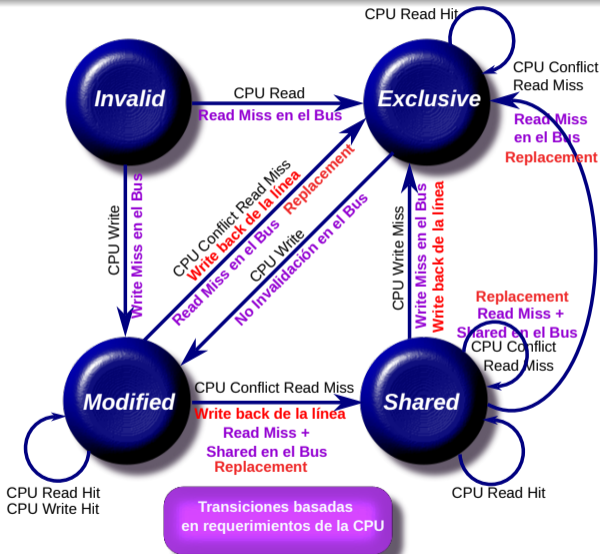 CPU Read Hit
Invalid
Exclusive
CPU Read
Read Miss en el Bus
CPU Conflict
Read Miss
Read Miss
en el Bus
Replacement
CPU Write
Write Miss en el Bus
CPU Conflict Read Miss
Write back de la línea
Replacement
Read Miss en el Bus
CPU Write
No Invalidación en el Bus
CPU Write Miss
Write Miss en el Bus
Write back de la línea
Replacement
Read Miss +
Shared en el Bus
CPU Conflict
Read Miss
Modified
CPU Conflict Read Miss
Write back de la línea
Read Miss +
Shared en el Bus
Replacement
Shared
CPU Read Hit
CPU Write Hit
CPU Read Hit
Transiciones basadas
en requerimientos de la CPU